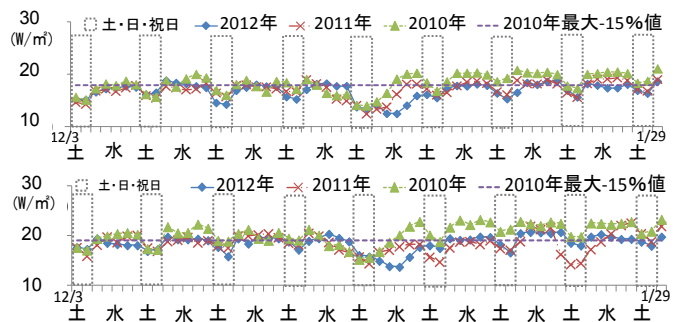 30
(W/㎡)
20
10
土・日・祝日 2012年 2011年 2010年 2010年最大-15%値
12/3 1/29
土 水 土 水 土 水 土 水 土 水 土 水 土 水 土 水 土
30
(W/㎡)
20
10
土・日・祝日 2012年 2011年 2010年 2010年最大-15%値
12/3 1/29
土 水 土 水 土 水 土 水 土 水 土 水 土 水 土 水 土